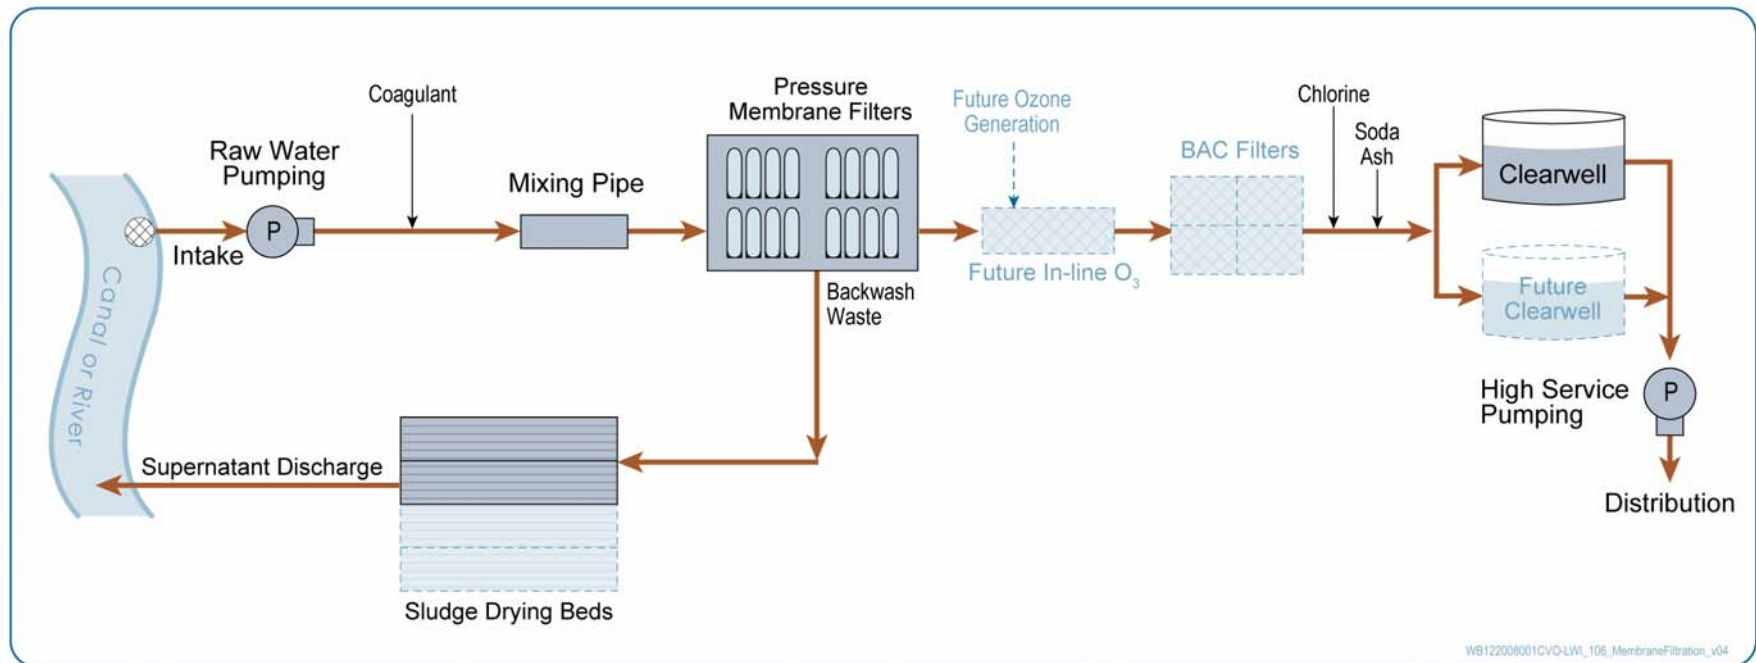 Coagulant
Raw Water
Pumping
P
Intake
Canal or River
Mixing Pipe
Pressure
Membrane Filters
Backwash
Waste
Future Ozone
Generation
Future In-line O₃
BAC Filters
Chlorine
Soda
Ash
Clearwell
Future
Clearwell
High Service
Pumping
P
Distribution
Supernatant Discharge
Sludge Drying Beds
WB122008001CVO-LWI_106_MembraneFiltration_v04